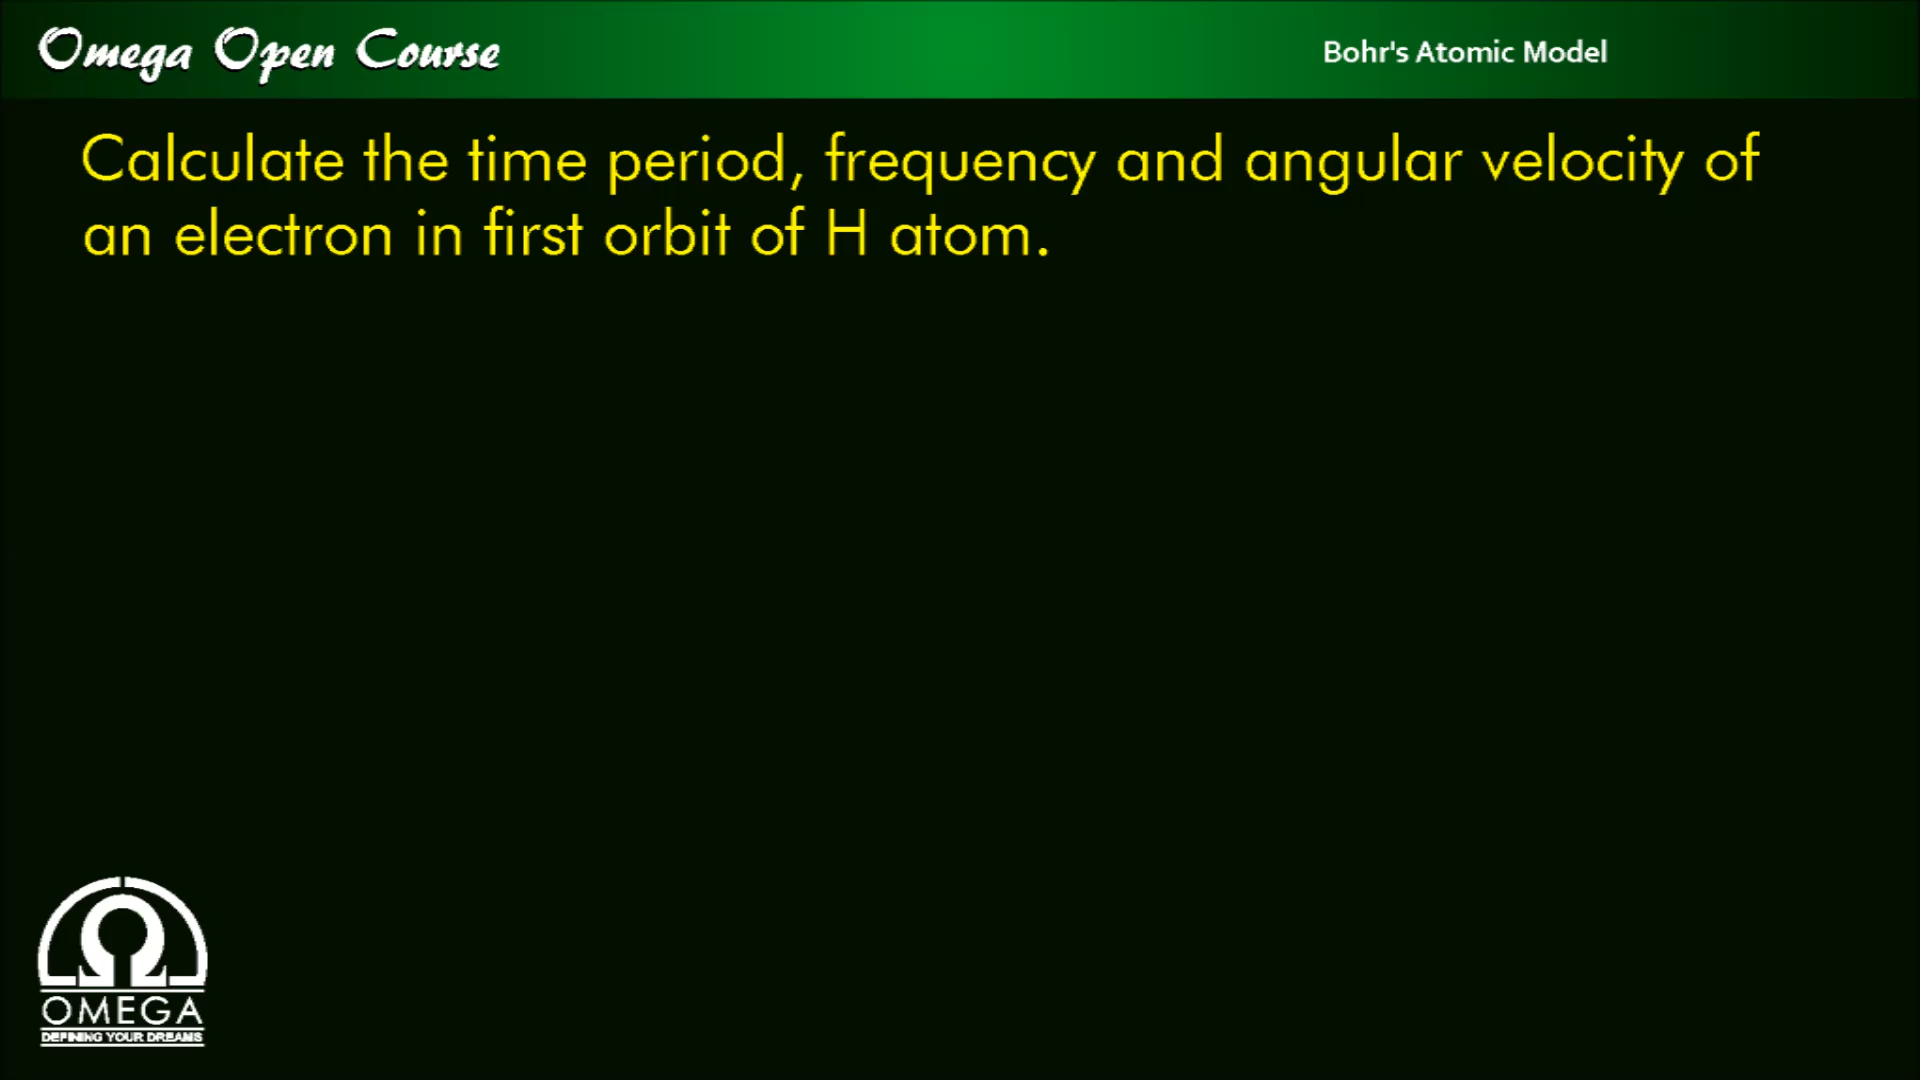 Omega Open Course
Bohr's Atomic Model
Calculate the time period, frequency and angular velocity of
an electron in first orbit of H atom.
OMEGA
DEFINING YOUR DREAMS